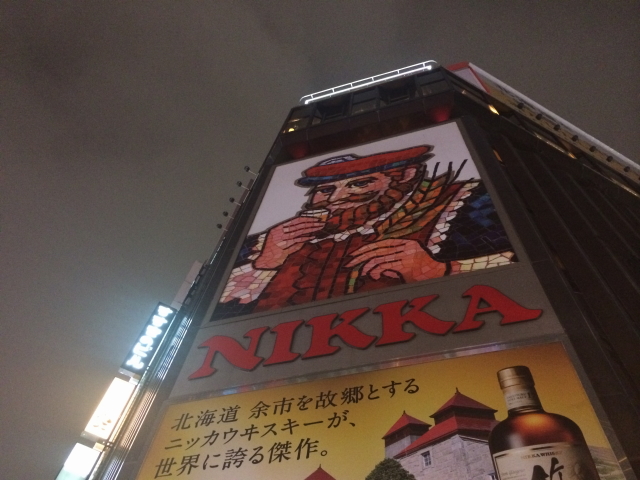 NIKKA
北海道 余市を故郷とする
ニッカウヰスキーが、
世界に誇る傑作。
竹